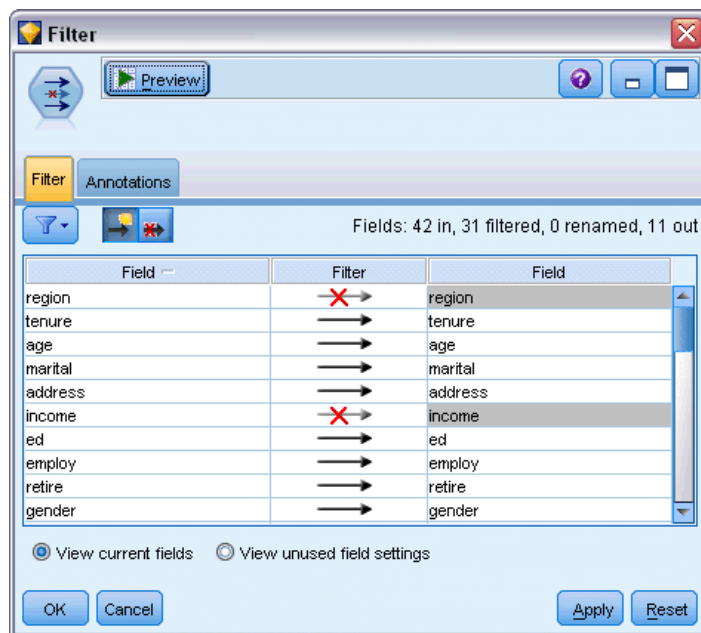 Filter
Preview
Filter Annotations
Fields: 42 in, 31 filtered, 0 renamed, 11 out
Field Filter Field
region region
tenure tenure
age age
marital marital
address address
income income
ed ed
employ employ
retire retire
gender gender
View current fields View unused field settings
OK Cancel Apply Reset